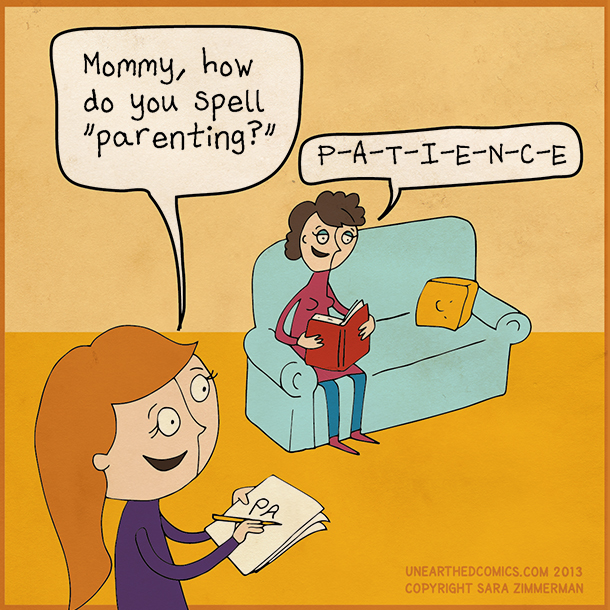 Mommy, how
do you spell
"parenting?"
P-A-T-I-E-N-C-E
PA
UNEARTHEDCOMICS.COM 2013
COPYRIGHT SARA ZIMMERMAN